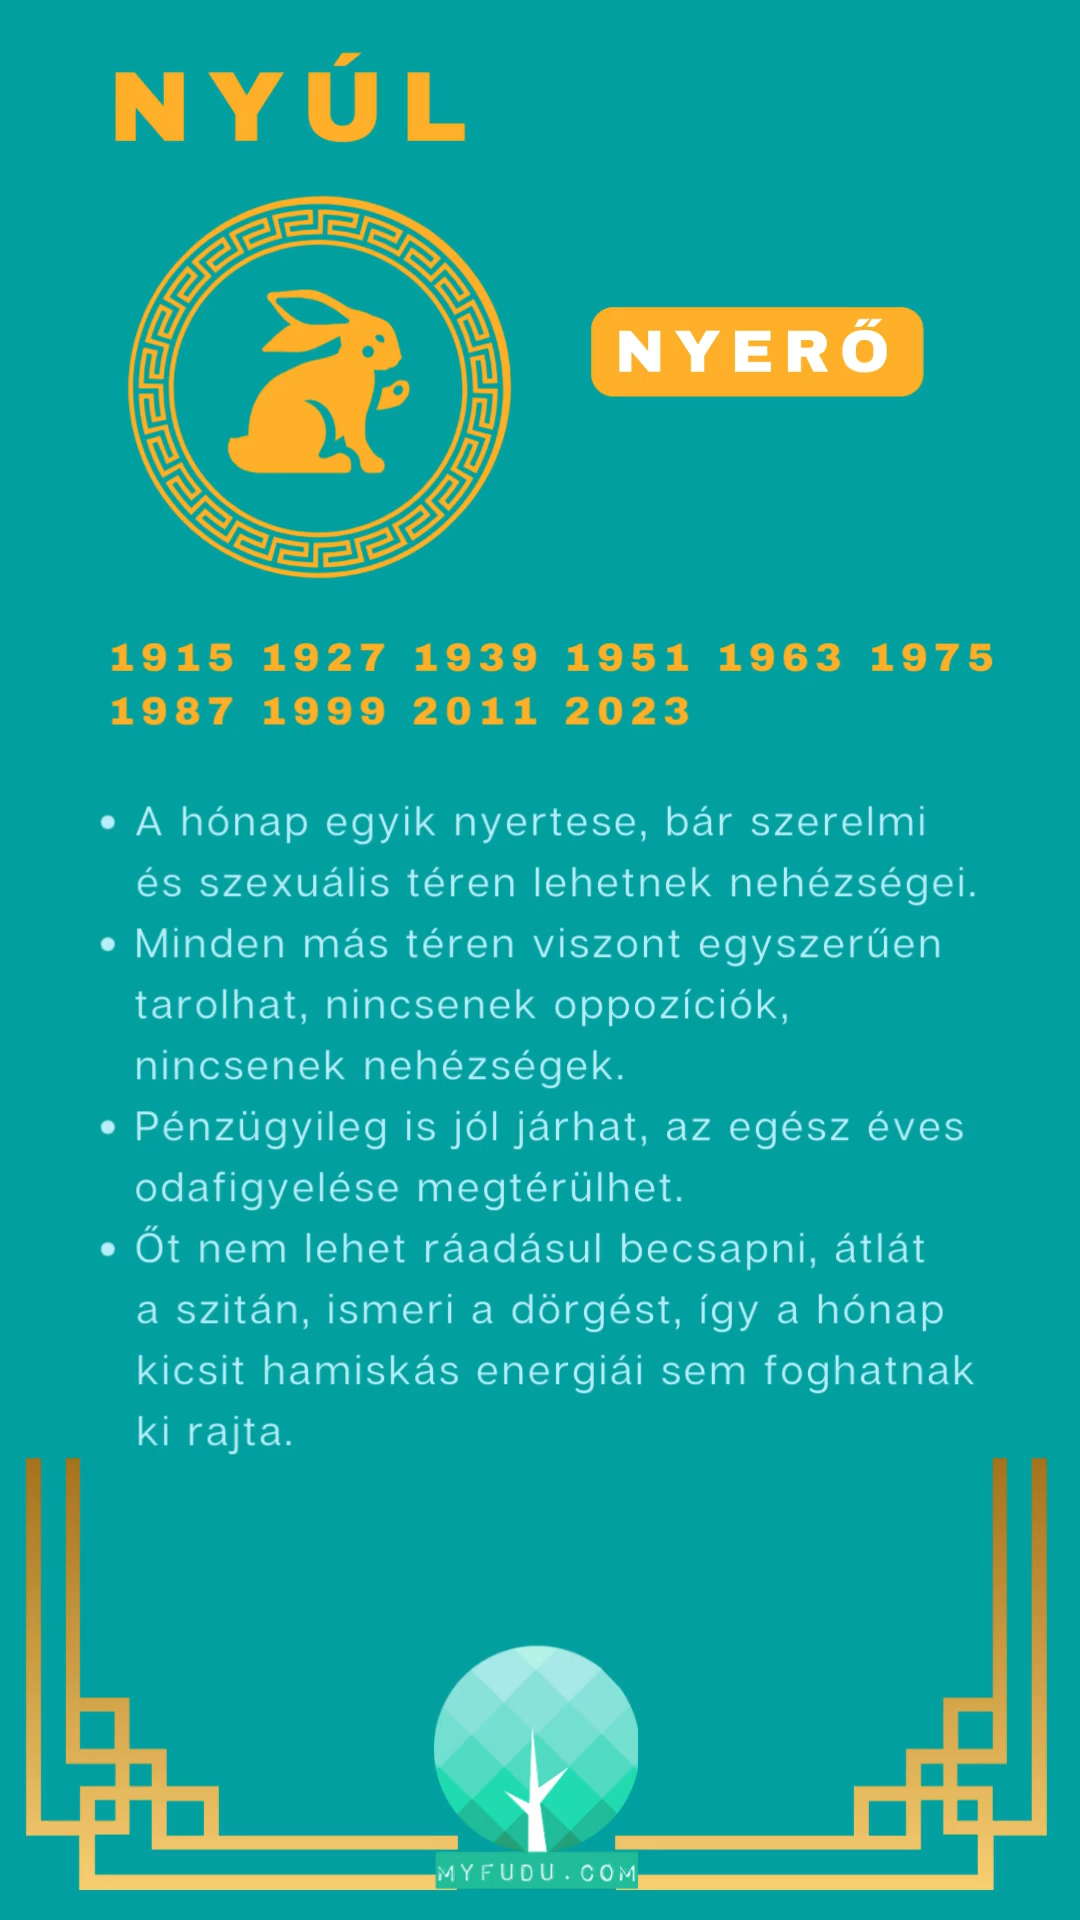 NYÚL
NYERŐ
1915 1927 1939 1951 1963 1975
1987 1999 2011 2023
• A hónap egyik nyertese, bár szerelmi
és szexuális téren lehetnek nehézségei.
• Minden más téren viszont egyszerűen
tarolhat, nincsenek oppozíciók,
nincsenek nehézségek.
• Pénzügyileg is jól járhat, az egész éves
odafigyelése megtérülhet.
• Őt nem lehet ráadásul becsapni, átlát
a szitán, ismeri a dörgést, így a hónap
kicsit hamiskás energiái sem foghatnak
ki rajta.
MYFUDU.COM